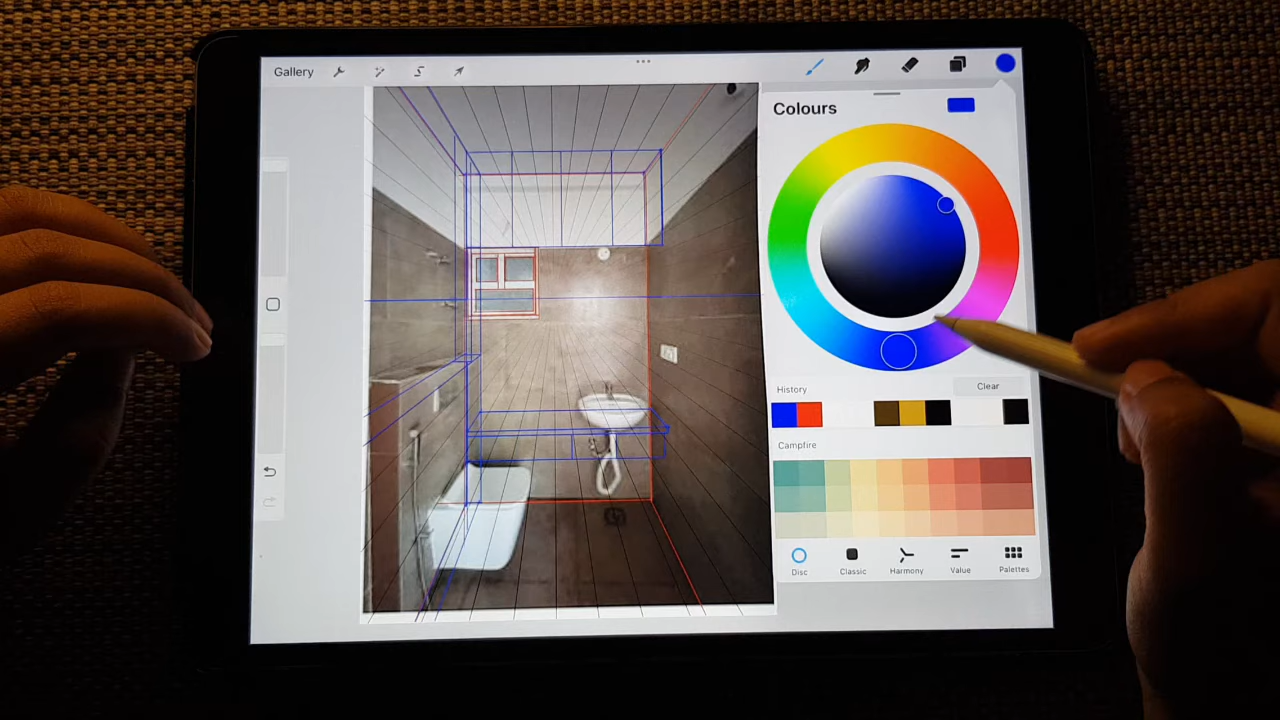 Gallery
Colours
History
Clear
Campfire
Disc
Classic
Harmony
Value
Palettes